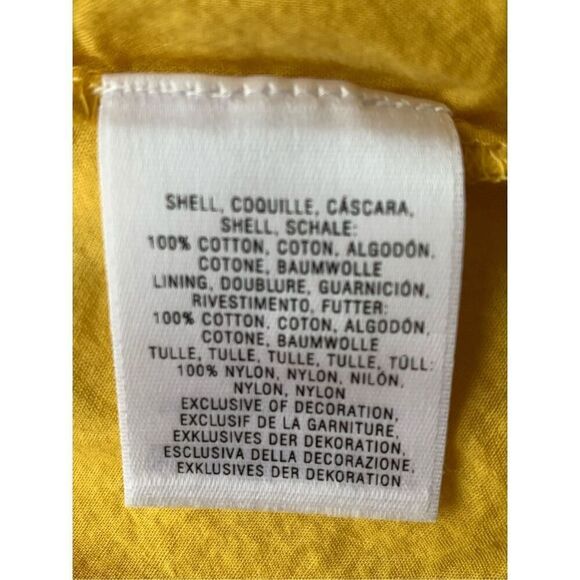 SHELL, COQUILLE, CÁSCARA,
SHELL, SCHALE:
100% COTTON, COTON, ALGODÓN,
COTONE, BAUMWOLLE
LINING, DOUBLURE, GUARNICIÓN,
RIVESTIMENTO, FUTTER:
100% COTTON, COTON, ALGODÓN,
COTONE, BAUMWOLLE
TULLE, TULLE, TULLE, TULLE, TÜLL:
100% NYLON, NYLON, NILÓN,
NYLON, NYLON
EXCLUSIVE OF DECORATION,
EXCLUSIF DE LA GARNITURE,
EXKLUSIVES DER DEKORATION,
ESCLUSIVA DELLA DECORAZIONE,
EXKLUSIVES DER DEKORATION